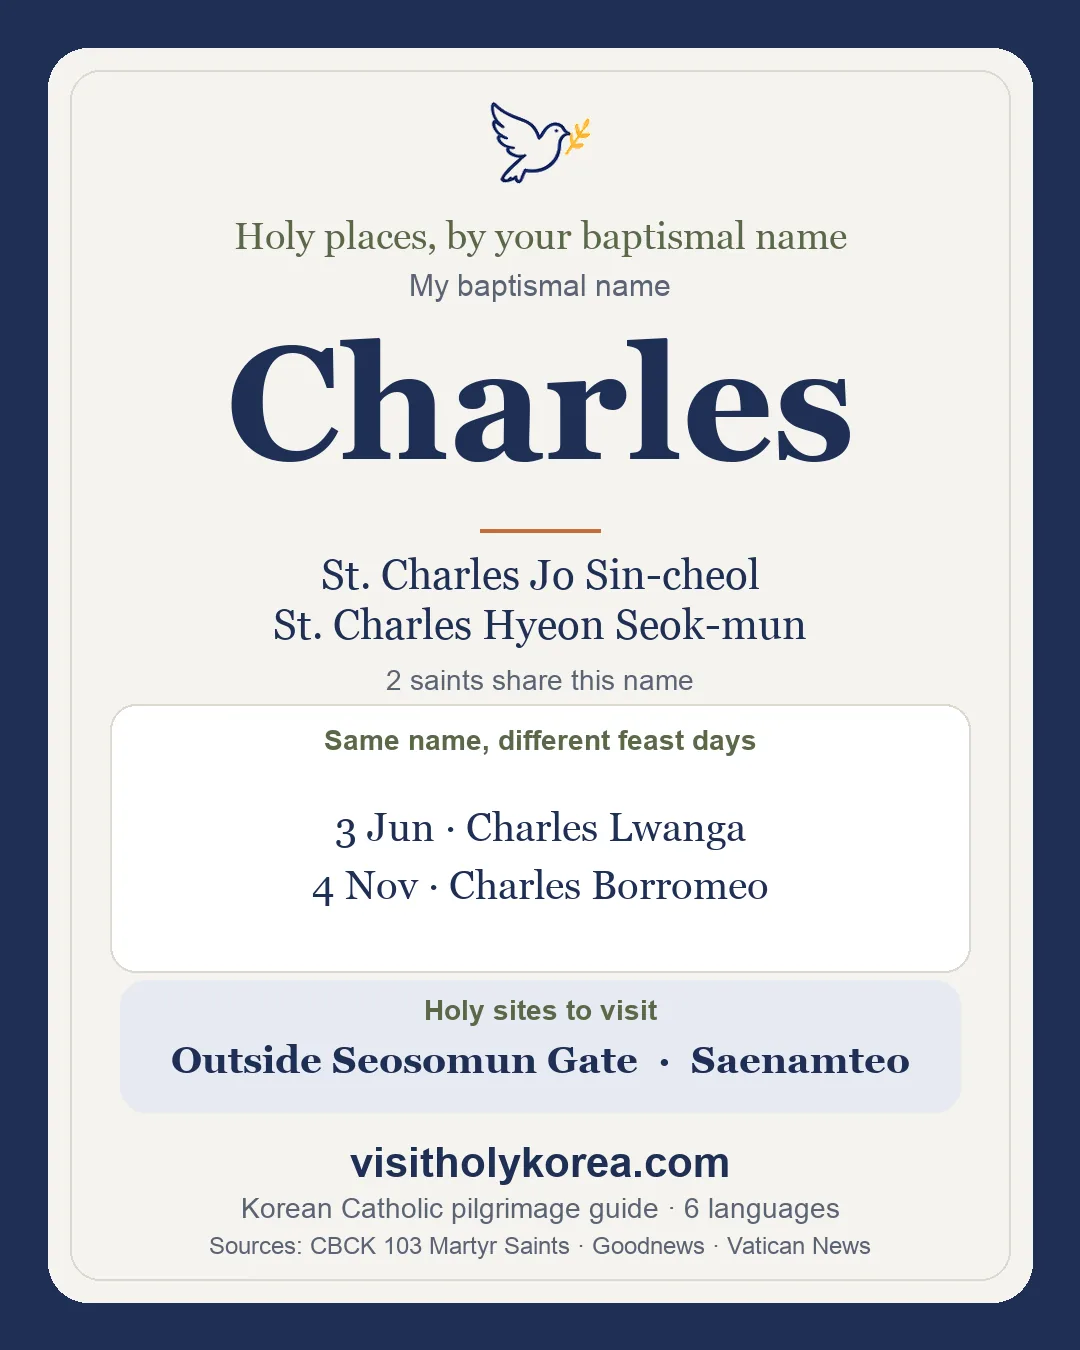 Holy places, by your baptismal name
My baptismal name
Charles
St. Charles Jo Sin-cheol
St. Charles Hyeon Seok-mun
2 saints share this name
Same name, different feast days
3 Jun · Charles Lwanga
4 Nov · Charles Borromeo
Holy sites to visit
Outside Seosomun Gate · Saenamteo
visitholykorea.com
Korean Catholic pilgrimage guide · 6 languages
Sources: CBCK 103 Martyr Saints · Goodnews · Vatican News